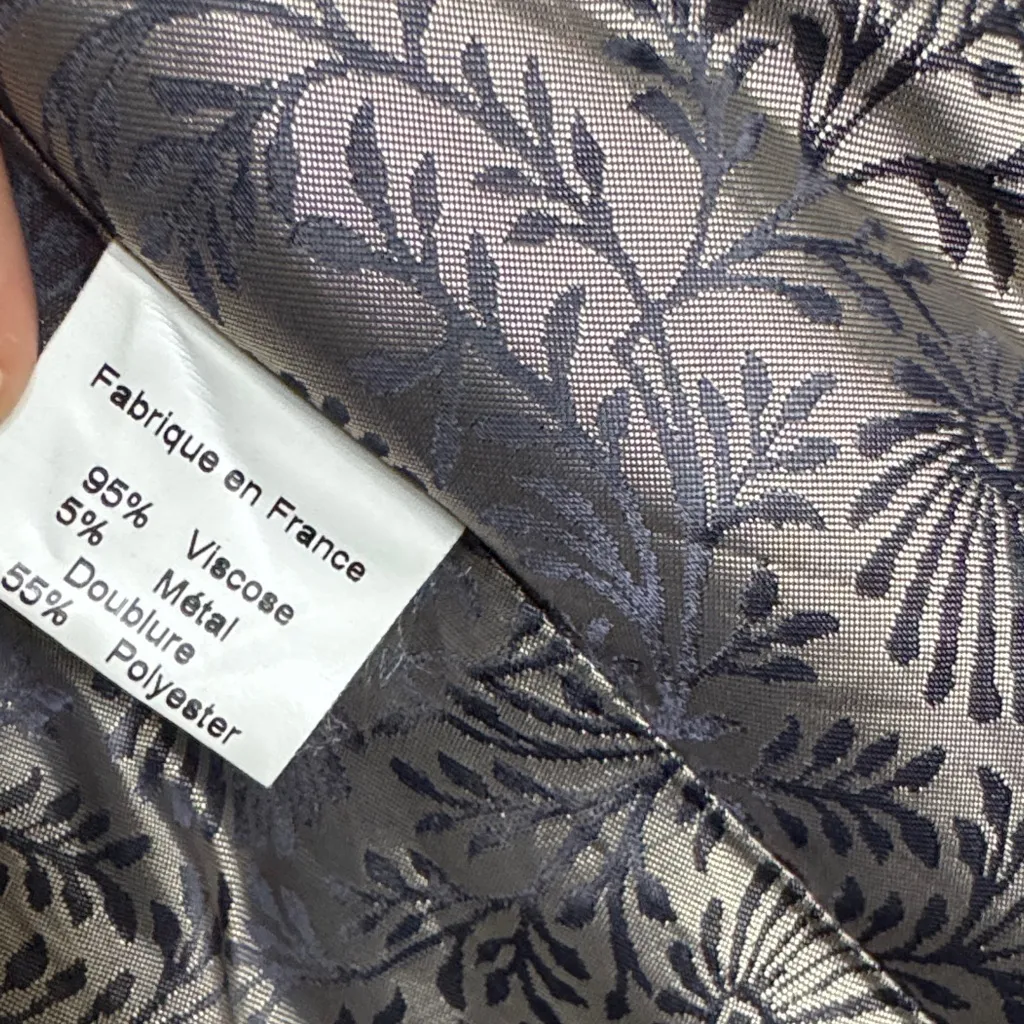 Fabrique en France
95% Viscose
5% Métal
Doublure
55% Polyester